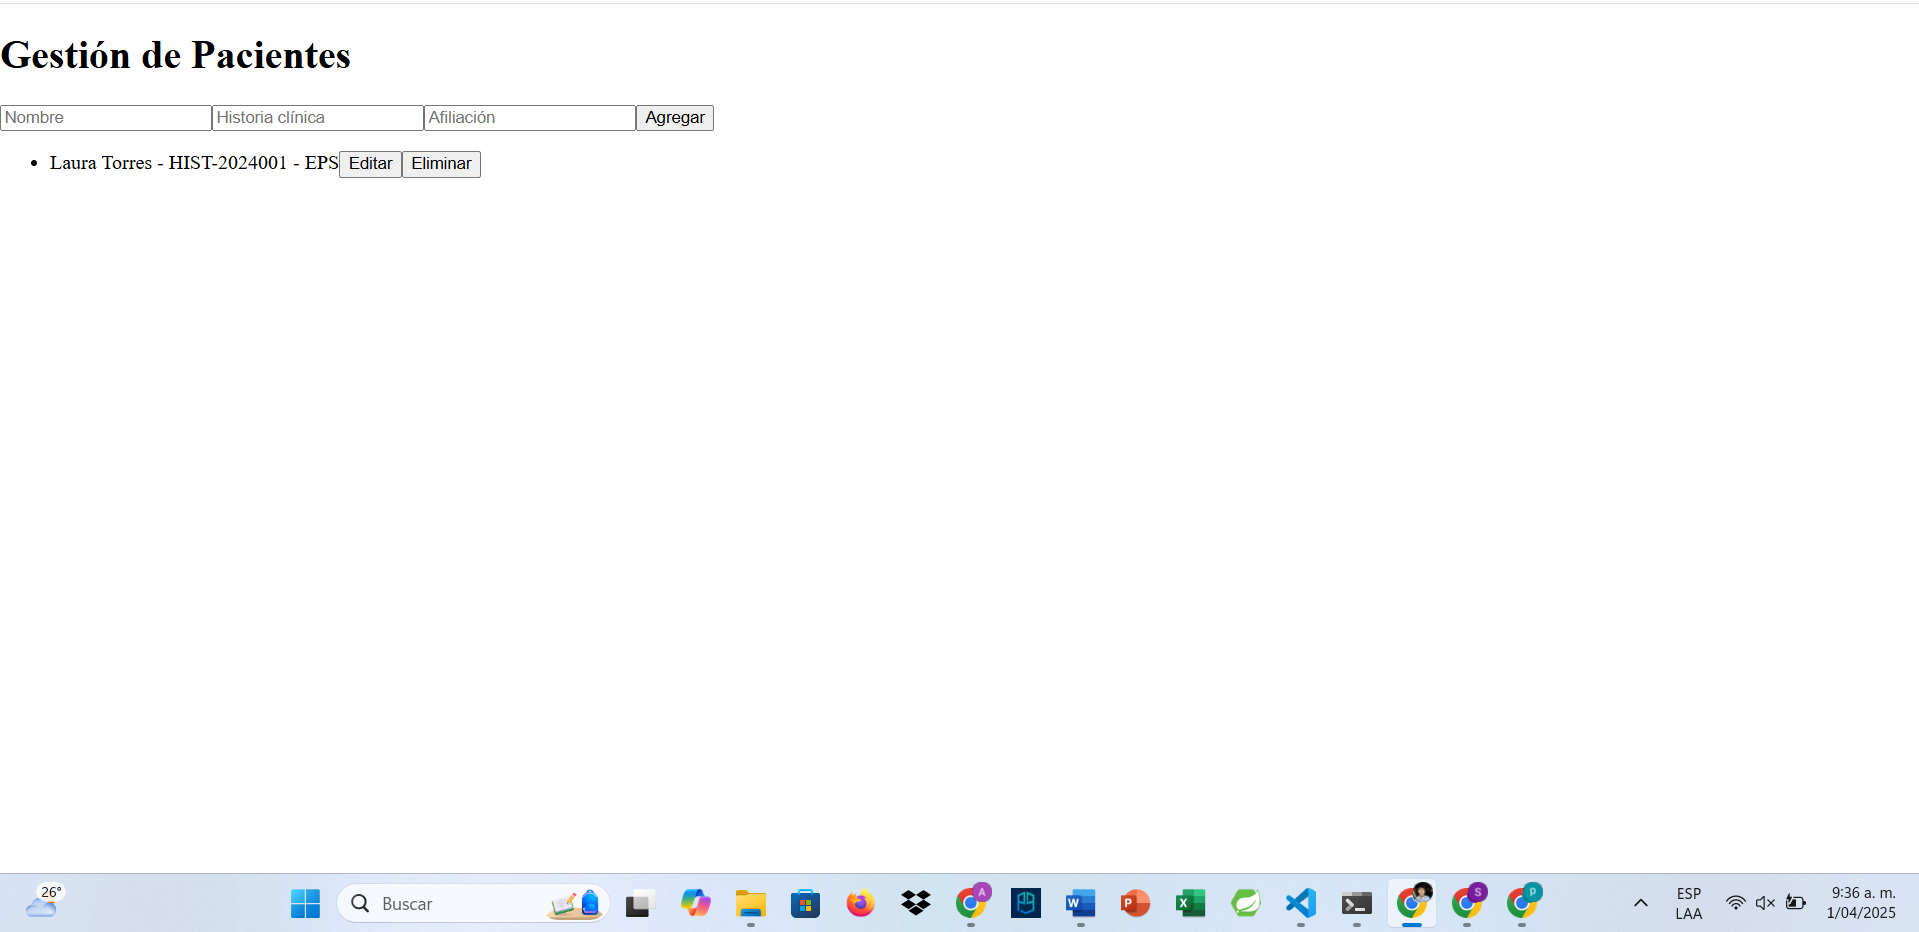 Gestión de Pacientes
Nombre Historia clínica Afiliación Agregar
• Laura Torres - HIST-2024001 - EPS Editar Eliminar
26°
Buscar
A
W
P
X
S
P
ESP
LAA
9:36 a. m.
1/04/2025